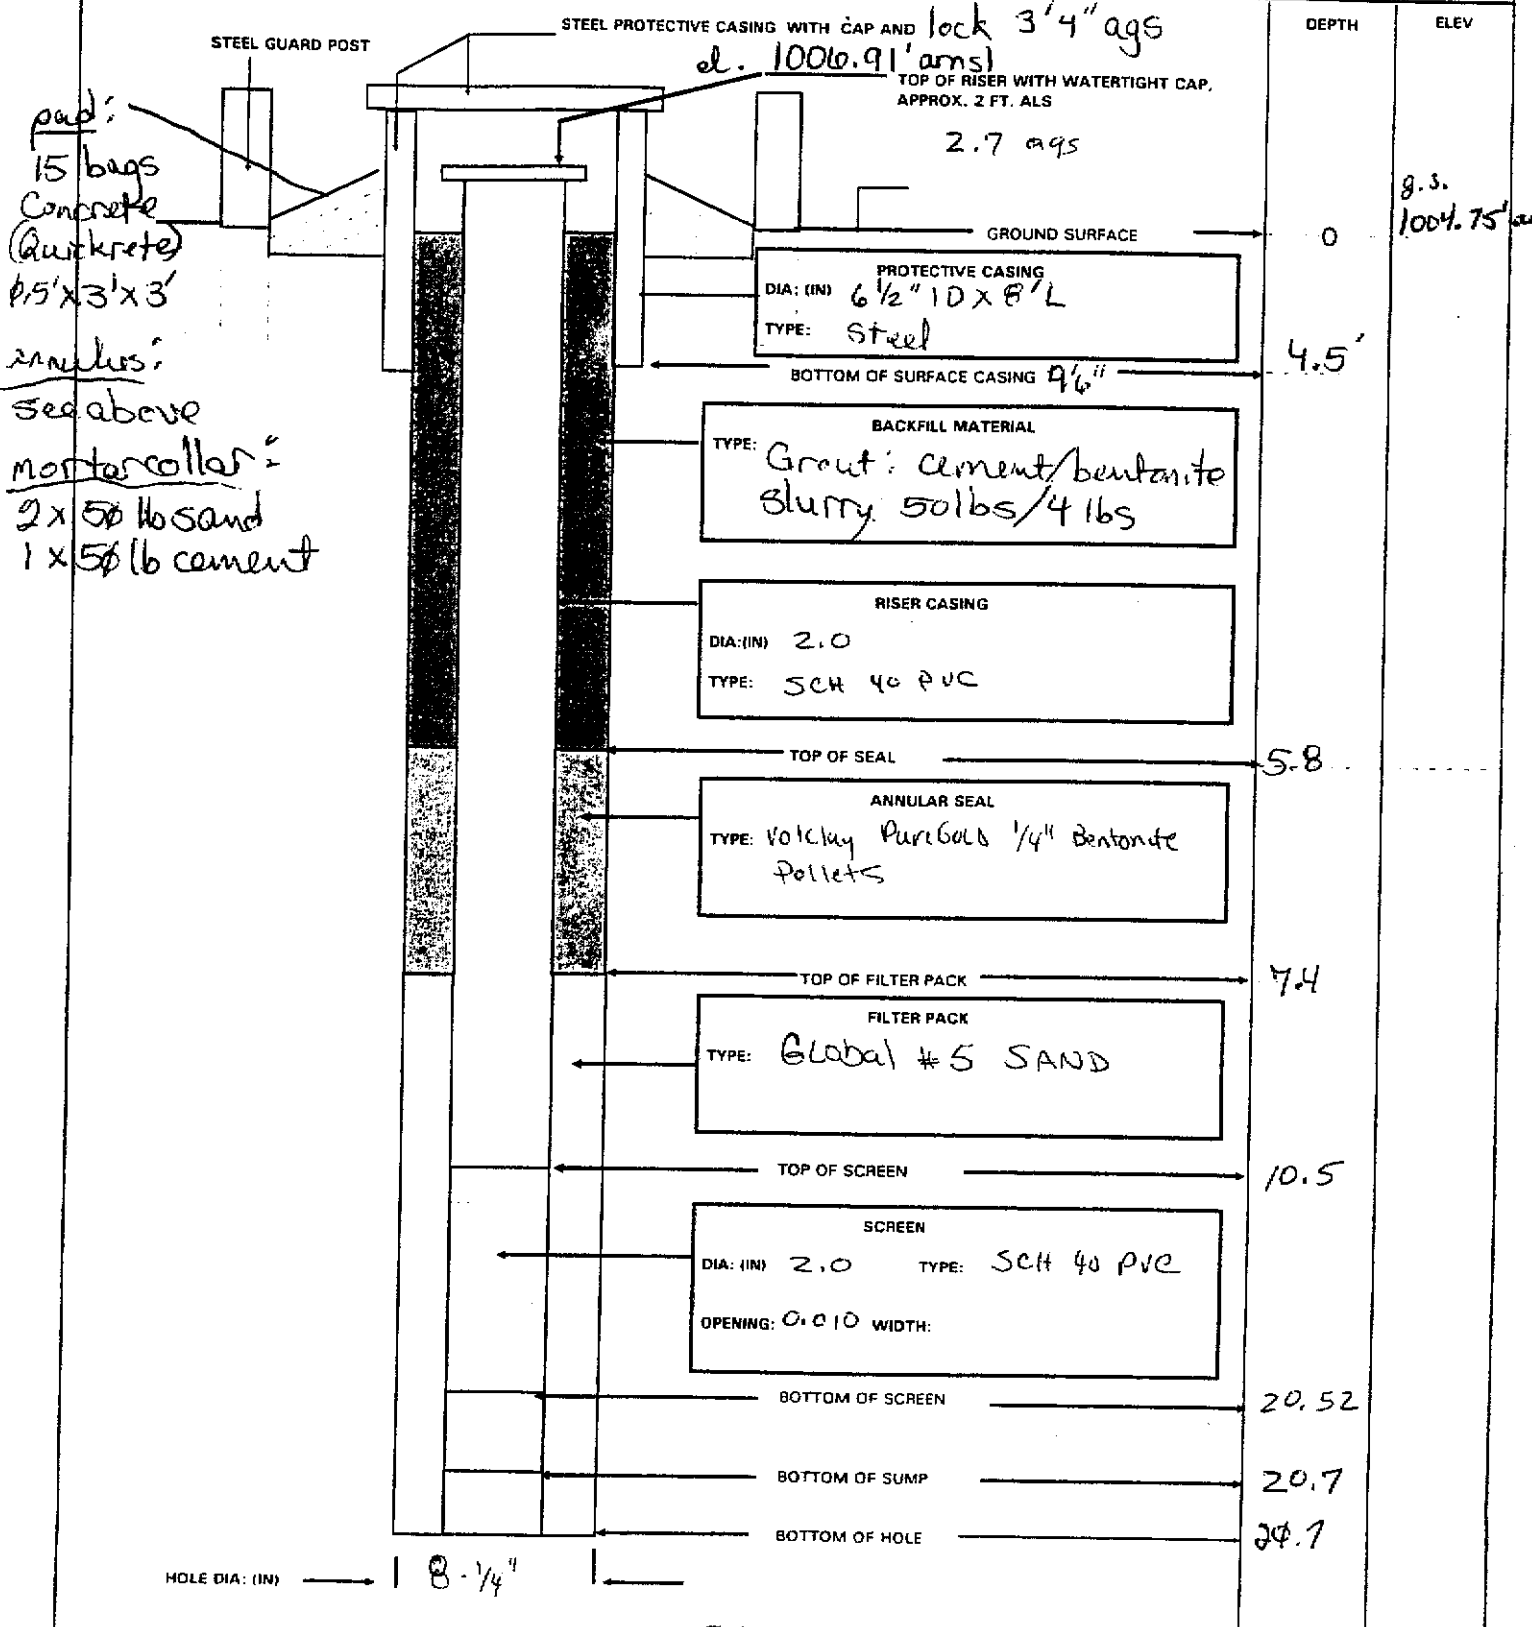 STEEL PROTECTIVE CASING WITH CAP AND lock 3'4" ags
DEPTH ELEV
STEEL GUARD POST
el. 1006.91' amsl
TOP OF RISER WITH WATERTIGHT CAP,
APPROX. 2 FT. ALS
2.7 ags
pad:
15 bags
Concrete
(Quickrete)
0.5'x3'x3'
g.s.
1004.75'
GROUND SURFACE 0
PROTECTIVE CASING
DIA: (IN) 6 1/2" ID X 8' L
TYPE: Steel
annulus:
see above
BOTTOM OF SURFACE CASING 4.5'
BACKFILL MATERIAL
TYPE: Grout: cement/bentonite
Slurry 50lbs/4 lbs
mortar collar:
2 x 50 lb sand
1 x 50 lb cement
RISER CASING
DIA:(IN) 2.0
TYPE: SCH 40 PVC
TOP OF SEAL 5.8
ANNULAR SEAL
TYPE: Volclay PureGold 1/4" Bentonite
Pellets
TOP OF FILTER PACK 7.4
FILTER PACK
TYPE: Global #5 SAND
TOP OF SCREEN 10.5
SCREEN
DIA: (IN) 2.0 TYPE: SCH 40 PVC
OPENING: 0.010 WIDTH:
BOTTOM OF SCREEN 20.52
BOTTOM OF SUMP 20.7
BOTTOM OF HOLE
HOLE DIA: (IN) 8-1/4"